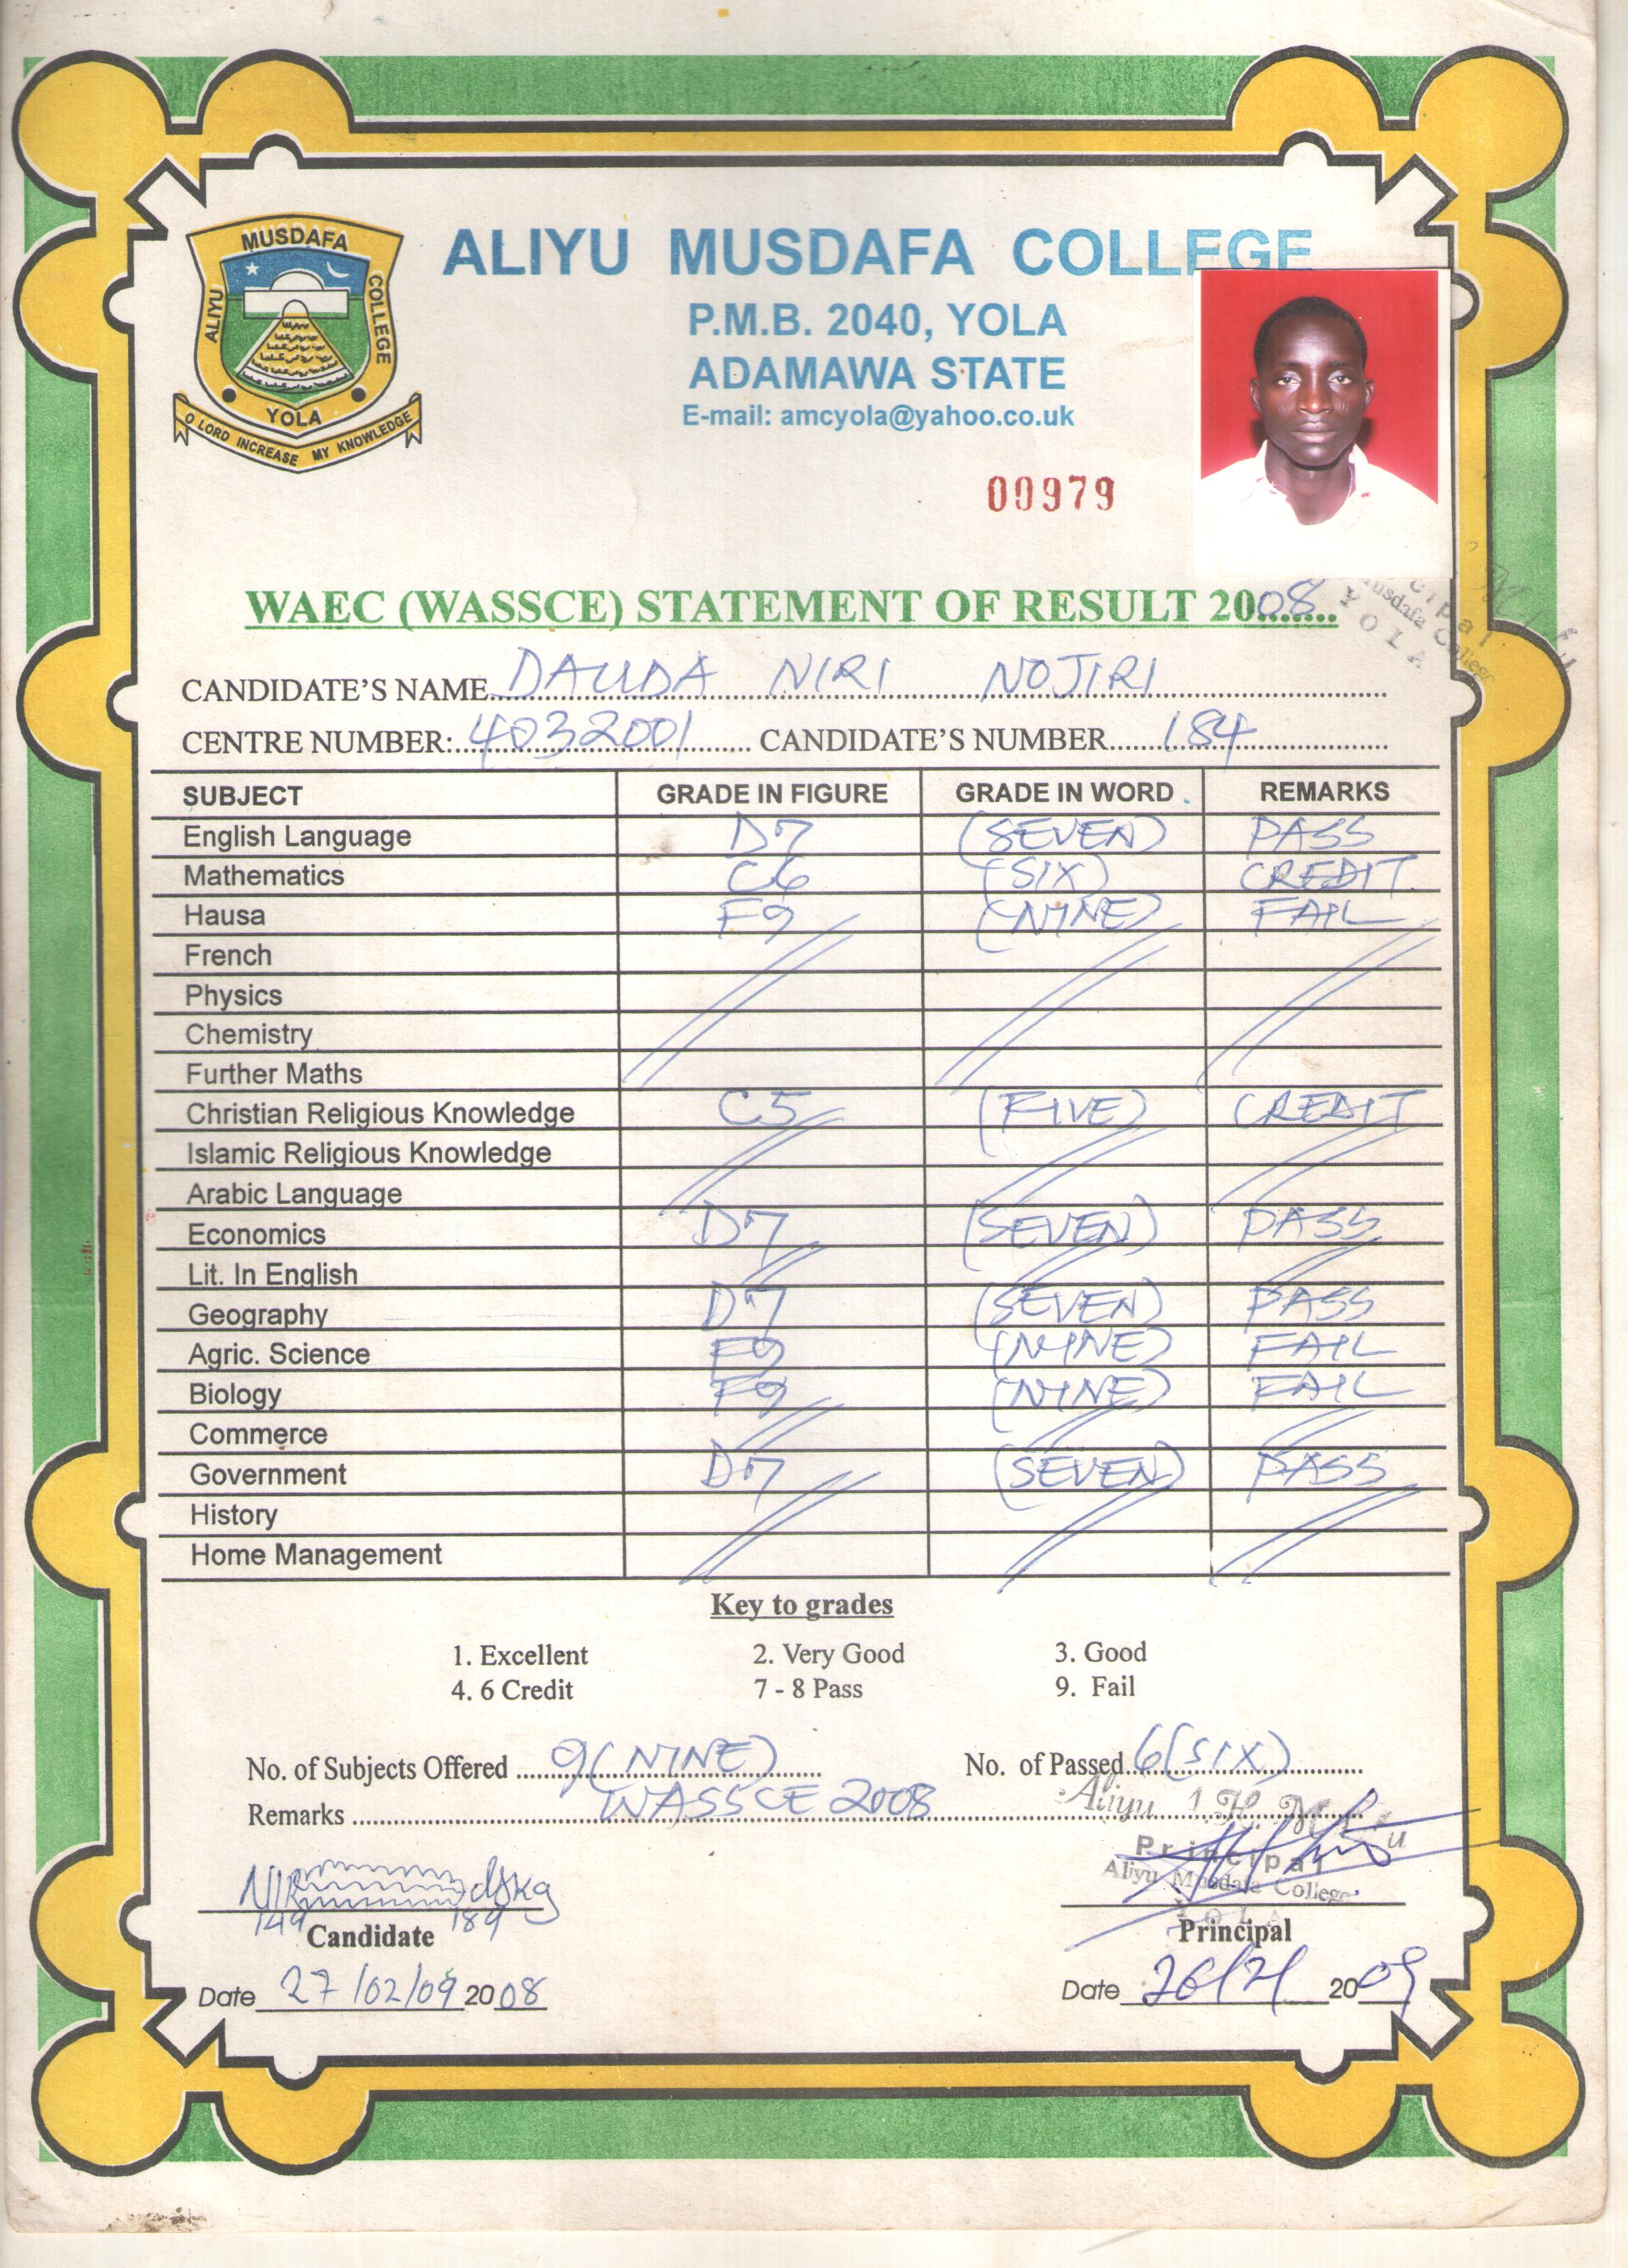 MUSDAFA
ALIYU
COLLEGE
YOLA
O LORD INCREASE MY KNOWLEDGE
ALIYU MUSDAFA COLLEGE
P.M.B. 2040, YOLA
ADAMAWA STATE
E-mail: amcyola@yahoo.co.uk
00979
WAEC (WASSCE) STATEMENT OF RESULT 2008
CANDIDATE'S NAME DAUDA NIRI NOJIRI
CENTRE NUMBER: 4032001 CANDIDATE'S NUMBER 184
SUBJECT GRADE IN FIGURE GRADE IN WORD REMARKS
English Language D7 (SEVEN) PASS
Mathematics C6 (SIX) CREDIT
Hausa F9 (NINE) FAIL
French
Physics
Chemistry
Further Maths
Christian Religious Knowledge C5 (FIVE) CREDIT
Islamic Religious Knowledge
Arabic Language
Economics D7 (SEVEN) PASS
Lit. In English
Geography D7 (SEVEN) PASS
Agric. Science F9 (NINE) FAIL
Biology F9 (NINE) FAIL
Commerce
Government D7 (SEVEN) PASS
History
Home Management
Key to grades
1. Excellent 2. Very Good 3. Good
4. 6 Credit 7 - 8 Pass 9. Fail
No. of Subjects Offered 9 (NINE) No. of Passed 6 (SIX)
Remarks WASSCE 2008
Aliyu
Principal
Aliyu Musdafa College
YOLA
Candidate Principal
Date 27/02/09 2008 Date 26/2/ 2009